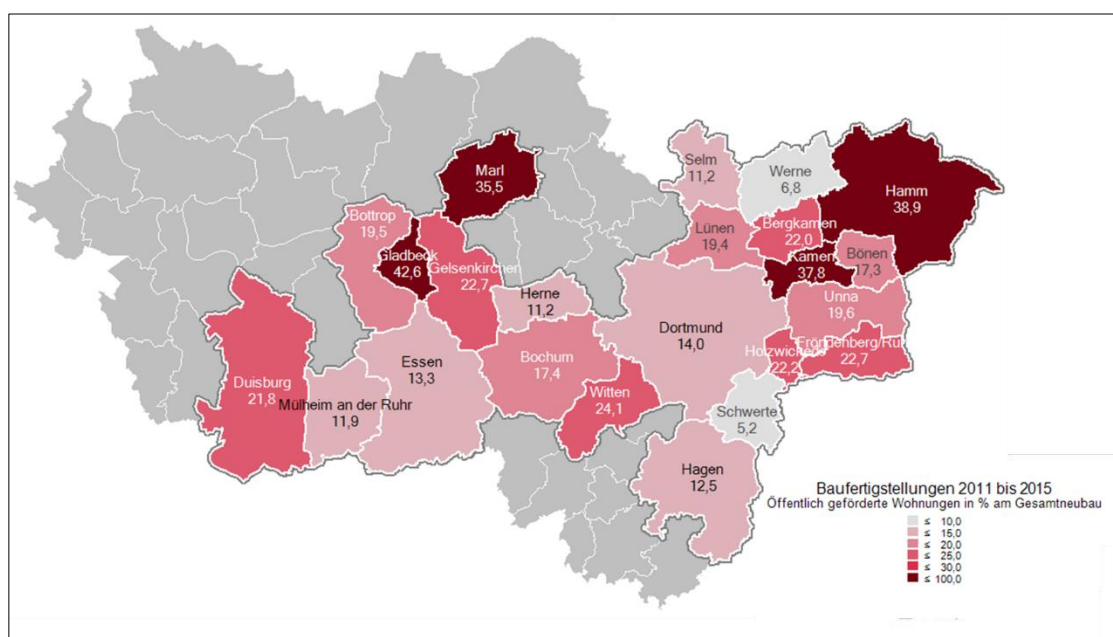 Marl
35,5
Selm
11,2
Werne
6,8
Hamm
38,9
Bottrop
19,5
Gladbeck
42,6
Gelsenkirchen
22,7
Lünen
19,4
Bergkamen
22,0
Bönen
17,3
Kamen
37,8
Herne
11,2
Unna
19,6
Dortmund
14,0
Essen
13,3
Bochum
17,4
Holzwickede
22,2
Fröndenberg/Ruhr
22,7
Duisburg
21,8
Mülheim an der Ruhr
11,9
Witten
24,1
Schwerte
5,2
Hagen
12,5
Baufertigstellungen 2011 bis 2015
Öffentlich geförderte Wohnungen in % am Gesamtneubau
≤ 10,0
≤ 15,0
≤ 20,0
≤ 25,0
≤ 30,0
≤ 100,0